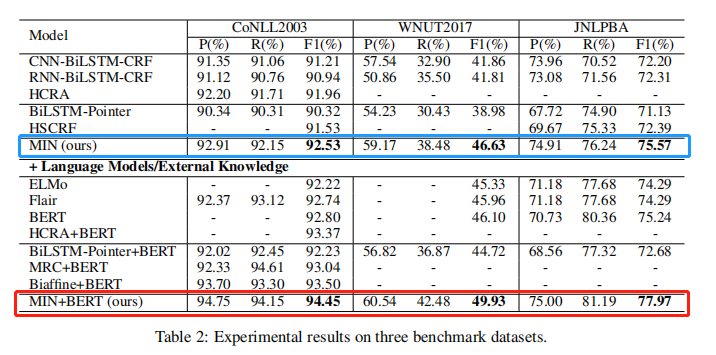 Model CoNLL2003 WNUT2017 JNLPBA
P(%) R(%) F1(%) P(%) R(%) F1(%) P(%) R(%) F1(%)
CNN-BiLSTM-CRF 91.35 91.06 91.21 57.54 32.90 41.86 73.96 70.52 72.20
RNN-BiLSTM-CRF 91.12 90.76 90.94 50.86 35.50 41.81 73.08 71.56 72.31
HCRA 92.20 91.71 91.96 - - - - - -
BiLSTM-Pointer 90.34 90.31 90.32 54.23 30.43 38.98 67.72 74.90 71.13
HSCRF 91.53 - - - 69.67 75.33 72.39
MIN (ours) 92.91 92.15 92.53 59.17 38.48 46.63 74.91 76.24 75.57
+ Language Models/External Knowledge
ELMo 92.22 45.33 71.18 77.68 74.29
Flair 92.37 93.12 92.74 - - 45.96 71.18 77.68 74.29
BERT - - 92.80 - - 46.10 70.73 80.36 75.24
HCRA+BERT 93.37 - - - - - -
BiLSTM-Pointer+BERT 92.02 92.45 92.23 56.82 36.87 44.72 68.56 77.32 72.68
MRC+BERT 92.33 94.61 93.04 - - - - - -
Biaffine+BERT 93.70 93.30 93.50 - - - - - -
MIN+BERT (ours) 94.75 94.15 94.45 60.54 42.48 49.93 75.00 81.19 77.97
Table 2: Experimental results on three benchmark datasets.